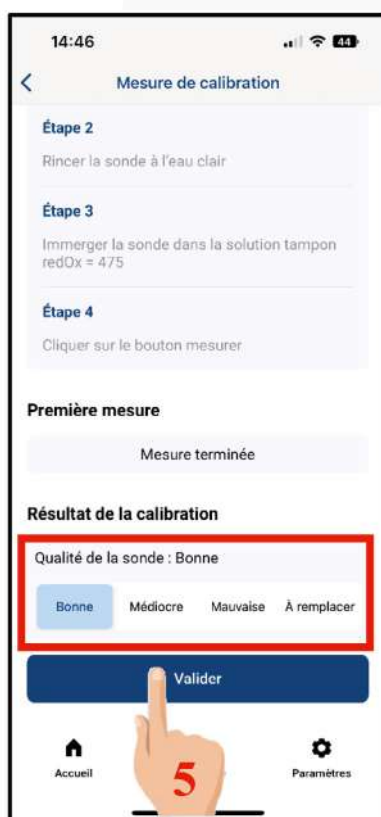 14:46
44
Mesure de calibration
Étape 2
Rincer la sonde à l'eau clair
Étape 3
Immerger la sonde dans la solution tampon
redOx = 475
Étape 4
Cliquer sur le bouton mesurer
Première mesure
Mesure terminée
Résultat de la calibration
Qualité de la sonde : Bonne
Bonne Médiocre Mauvaise À remplacer
Valider
5
Accueil Paramètres